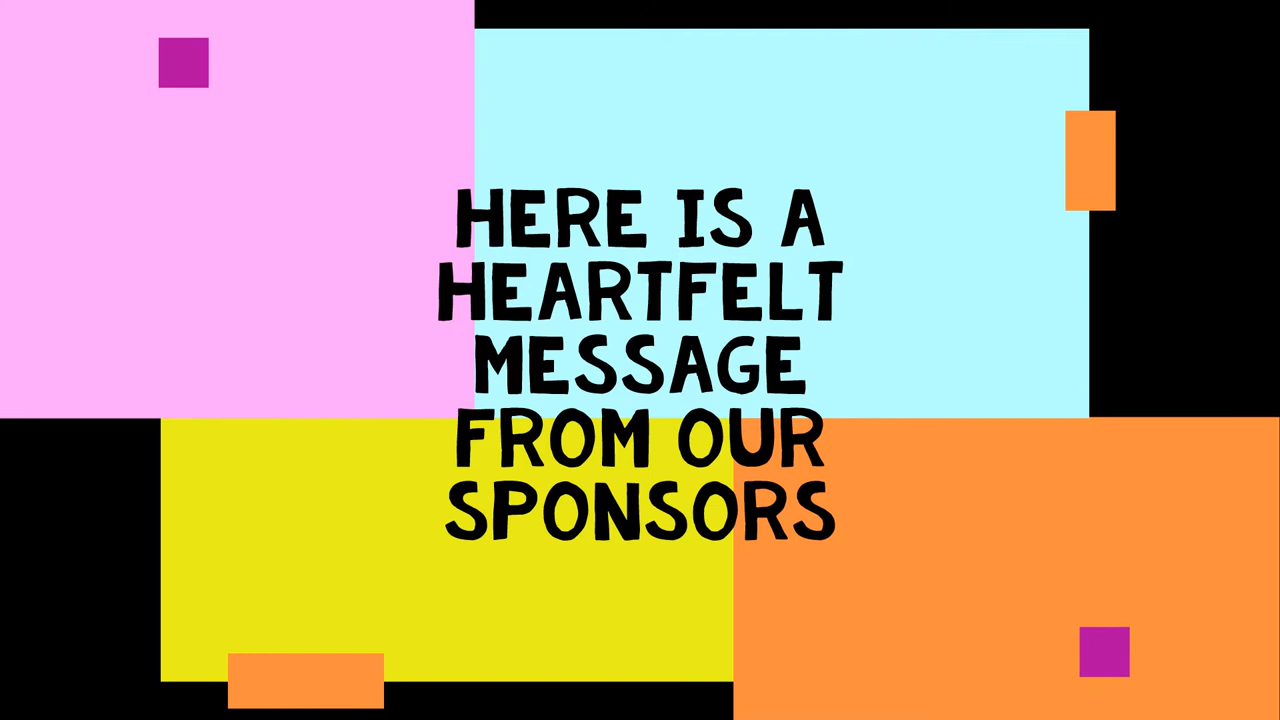 HERE IS A
HEARTFELT
MESSAGE
FROM OUR
SPONSORS